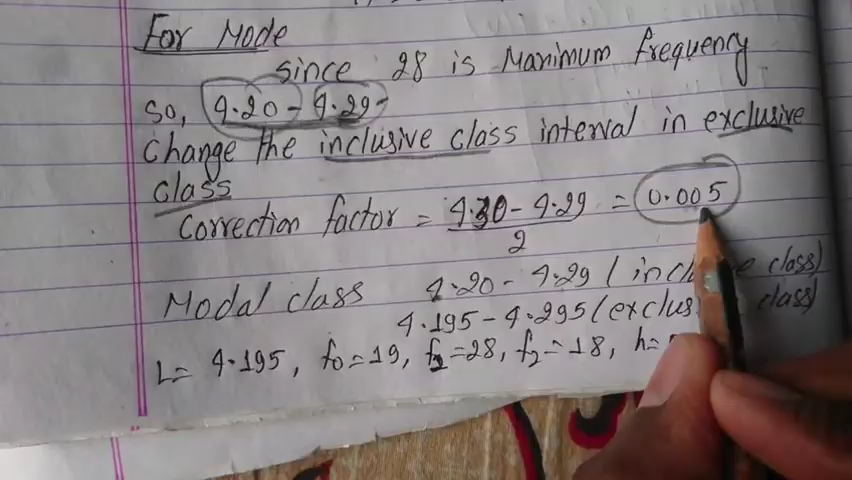 For Mode
since 28 is Maximum frequency
so, 4.20 - 4.29
change the inclusive class interval in exclusive
class
Correction factor = 4.30 - 4.29 / 2 = 0.005
Modal class 4.20 - 4.29 (inclusive class)
4.195 - 4.295 (exclusive class)
L = 4.195, f0 = 19, f1 = 28, f2 = 18, h =